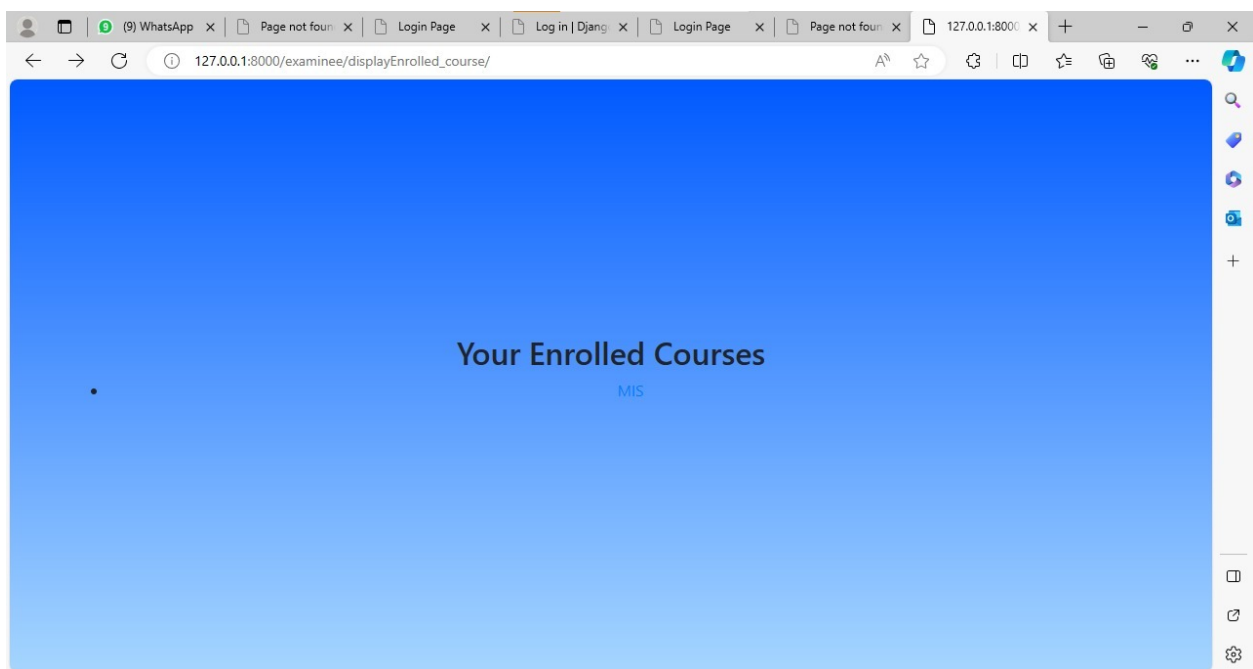 9 (9) WhatsApp
Page not foun
Login Page
Log in | Djang
Login Page
Page not foun
127.0.0.1:8000
127.0.0.1:8000/examinee/displayEnrolled_course/
Your Enrolled Courses
• MIS